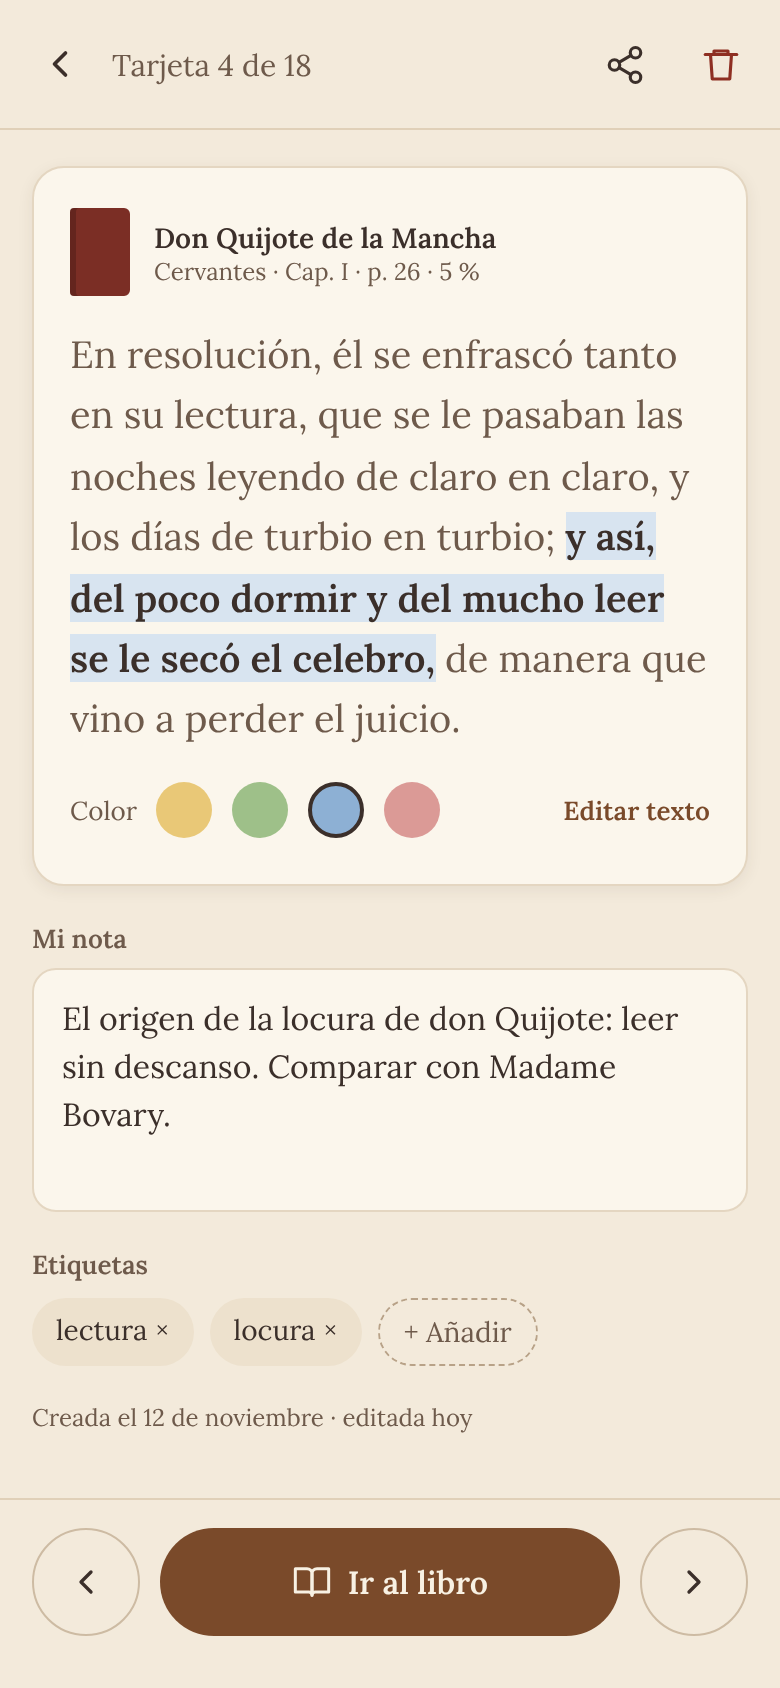 Tarjeta 4 de 18
Don Quijote de la Mancha
Cervantes · Cap. I · p. 26 · 5 %
En resolución, él se enfrascó tanto
en su lectura, que se le pasaban las
noches leyendo de claro en claro, y
los días de turbio en turbio; y así,
del poco dormir y del mucho leer
se le secó el celebro, de manera que
vino a perder el juicio.
Color
Editar texto
Mi nota
El origen de la locura de don Quijote: leer
sin descanso. Comparar con Madame
Bovary.
Etiquetas
lectura × locura × + Añadir
Creada el 12 de noviembre · editada hoy
Ir al libro